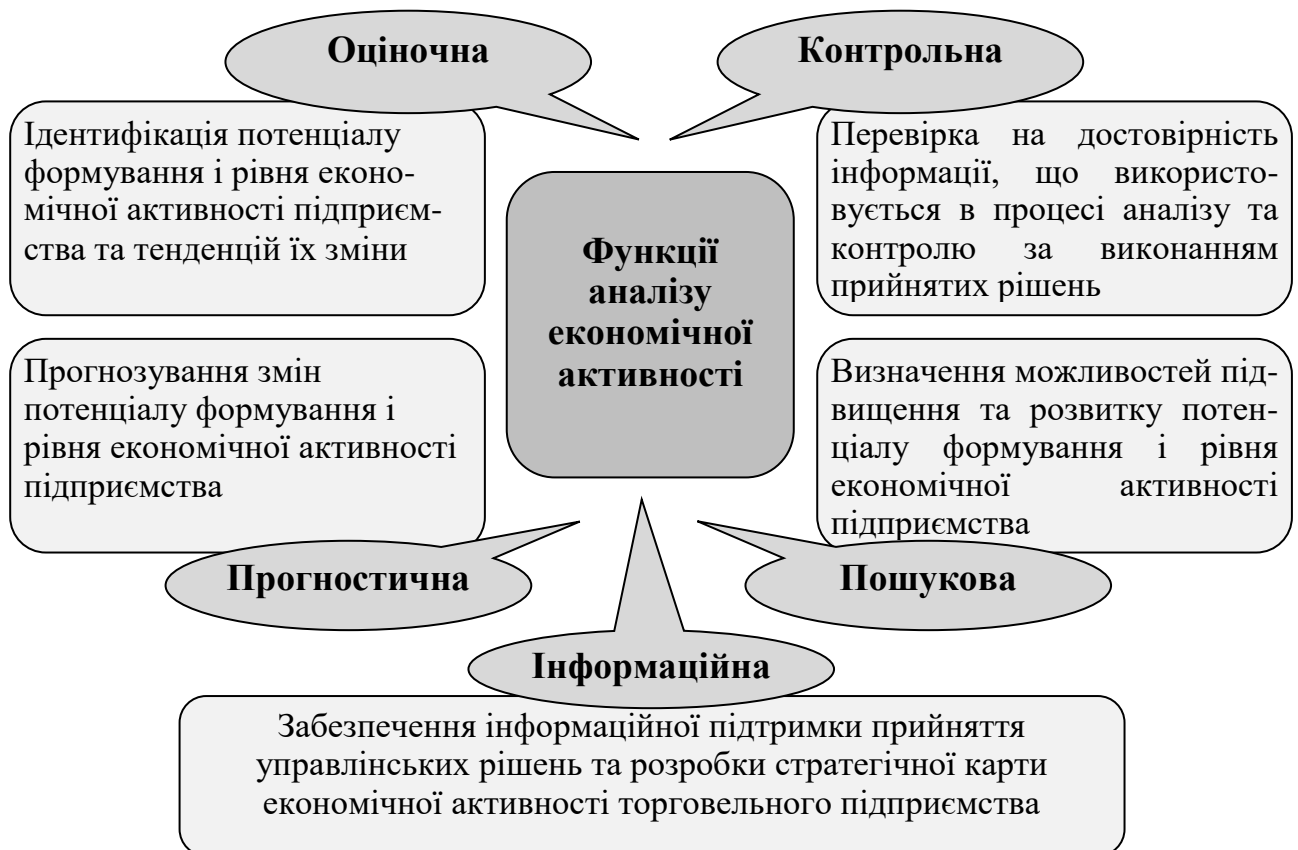 Оціночна
Контрольна
Ідентифікація потенціалу
формування і рівня еконо-
мічної активності підприєм-
ства та тенденцій їх зміни
Перевірка на достовірність
інформації, що використо-
вується в процесі аналізу та
контролю за виконанням
прийнятих рішень
Функції
аналізу
економічної
активності
Прогнозування змін
потенціалу формування і
рівня економічної активності
підприємства
Визначення можливостей під-
вищення та розвитку потен-
ціалу формування і рівня
економічної активності
підприємства
Прогностична
Пошукова
Інформаційна
Забезпечення інформаційної підтримки прийняття
управлінських рішень та розробки стратегічної карти
економічної активності торговельного підприємства